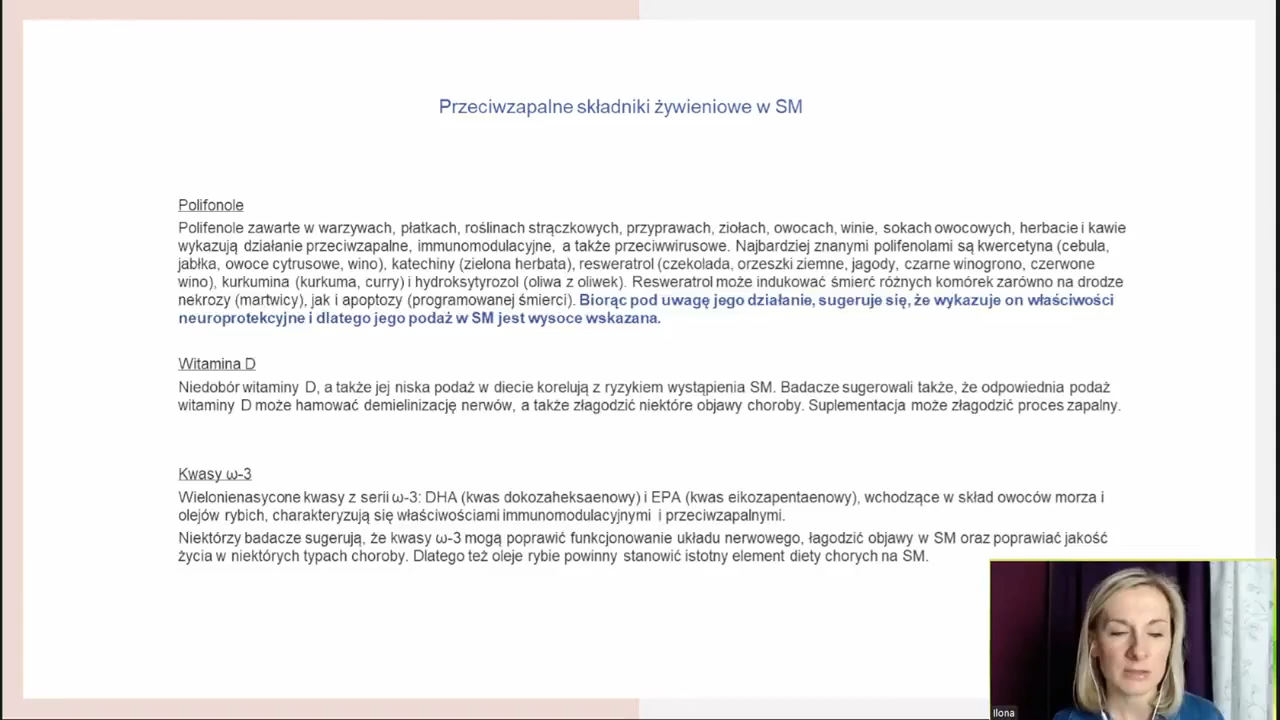 Przeciwzapalne składniki żywieniowe w SM
Polifonole
Polifenole zawarte w warzywach, płatkach, roślinach strączkowych, przyprawach, ziołach, owocach, winie, sokach owocowych, herbacie i kawie
wykazują działanie przeciwzapalne, immunomodulacyjne, a także przeciwwirusowe. Najbardziej znanymi polifenolami są kwercetyna (cebula,
jabłka, owoce cytrusowe, wino), katechiny (zielona herbata), resweratrol (czekolada, orzeszki ziemne, jagody, czarne winogrono, czerwone
wino), kurkumina (kurkuma, curry) i hydroksytyrozol (oliwa z oliwek). Resweratrol może indukować śmierć różnych komórek zarówno na drodze
nekrozy (martwicy), jak i apoptozy (programowanej śmierci). Biorąc pod uwagę jego działanie, sugeruje się, że wykazuje on właściwości
neuroprotekcyjne i dlatego jego podaż w SM jest wysoce wskazana.
Witamina D
Niedobór witaminy D, a także jej niska podaż w diecie korelują z ryzykiem wystąpienia SM. Badacze sugerowali także, że odpowiednia podaż
witaminy D może hamować demielinizację nerwów, a także złagodzić niektóre objawy choroby. Suplementacja może złagodzić proces zapalny.
Kwasy ω-3
Wielonienasycone kwasy z serii ω-3: DHA (kwas dokozaheksaenowy) i EPA (kwas eikozapentaenowy), wchodzące w skład owoców morza i
olejów rybich, charakteryzują się właściwościami immunomodulacyjnymi i przeciwzapalnymi.
Niektórzy badacze sugerują, że kwasy ω-3 mogą poprawić funkcjonowanie układu nerwowego, łagodzić objawy w SM oraz poprawiać jakość
życia w niektórych typach choroby. Dlatego też oleje rybie powinny stanowić istotny element diety chorych na SM.
Ilona